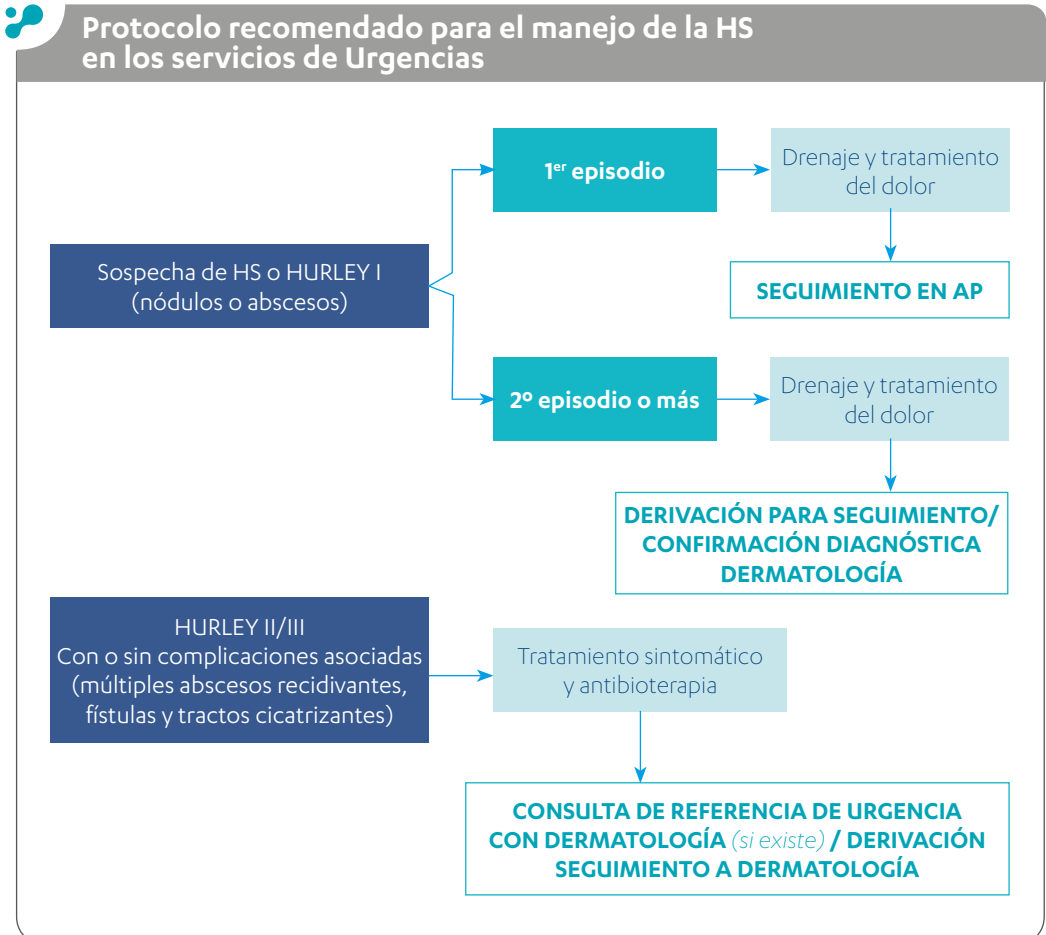 Protocolo recomendado para el manejo de la HS
en los servicios de Urgencias
Sospecha de HS o HURLEY I
(nódulos o abscesos)
1er episodio
Drenaje y tratamiento
del dolor
SEGUIMIENTO EN AP
2º episodio o más
Drenaje y tratamiento
del dolor
DERIVACIÓN PARA SEGUIMIENTO/
CONFIRMACIÓN DIAGNÓSTICA
DERMATOLOGÍA
HURLEY II/III
Con o sin complicaciones asociadas
(múltiples abscesos recidivantes,
fístulas y tractos cicatrizantes)
Tratamiento sintomático
y antibioterapia
CONSULTA DE REFERENCIA DE URGENCIA
CON DERMATOLOGÍA (si existe) / DERIVACIÓN
SEGUIMIENTO A DERMATOLOGÍA